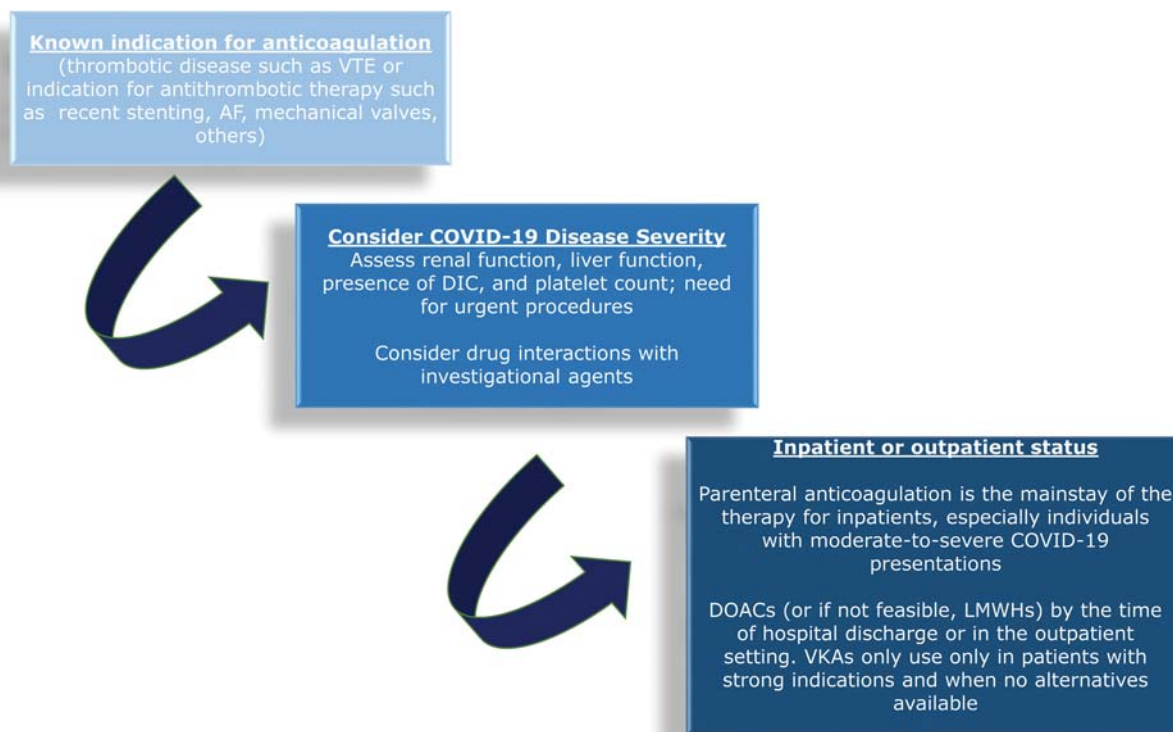 Known indication for anticoagulation
(thrombotic disease such as VTE or
indication for antithrombotic therapy such
as recent stenting, AF, mechanical valves,
others)
Consider COVID-19 Disease Severity
Assess renal function, liver function,
presence of DIC, and platelet count; need
for urgent procedures
Consider drug interactions with
investigational agents
Inpatient or outpatient status
Parenteral anticoagulation is the mainstay of the
therapy for inpatients, especially individuals
with moderate-to-severe COVID-19
presentations
DOACs (or if not feasible, LMWHs) by the time
of hospital discharge or in the outpatient
setting. VKAs only use only in patients with
strong indications and when no alternatives
available